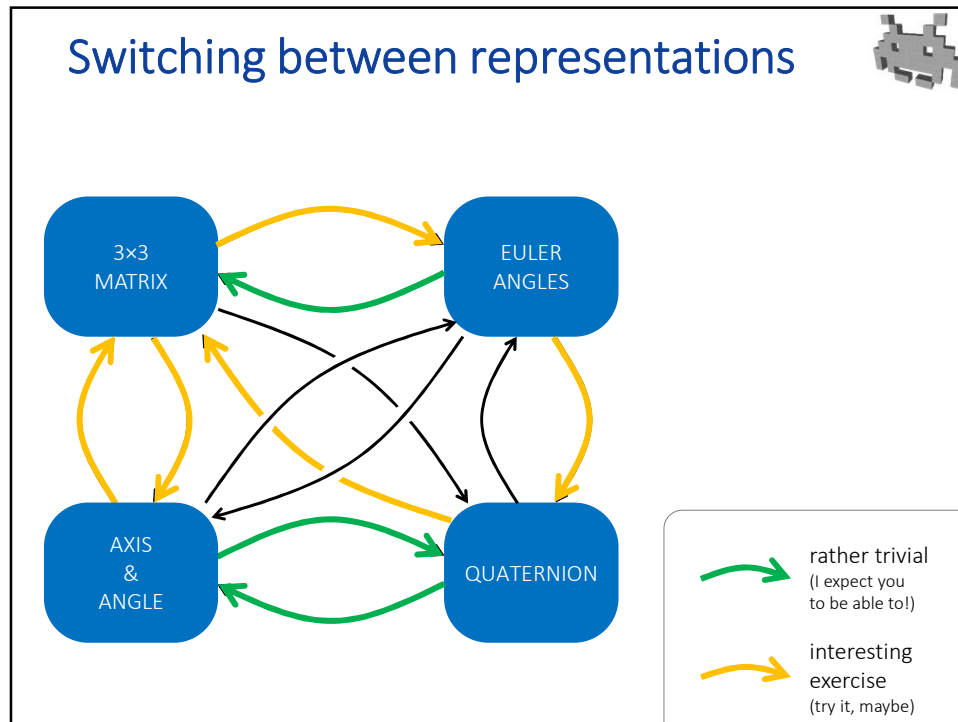 Switching between representations
3×3
MATRIX
EULER
ANGLES
AXIS
&
ANGLE
QUATERNION
rather trivial
(I expect you
to be able to!)
interesting
exercise
(try it, maybe)